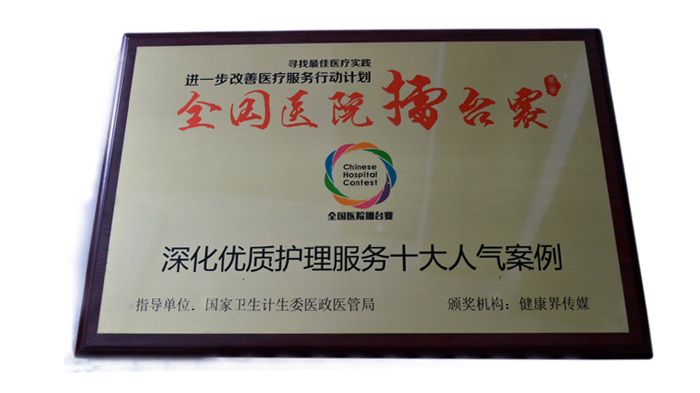 寻找最佳医疗实践
进一步改善医疗服务行动计划
全国医院擂台赛
Chinese
Hospital
Contest
全国医院擂台赛
深化优质护理服务十大人气案例
指导单位：国家卫生计生委医政医管局
颁奖机构：健康界传媒